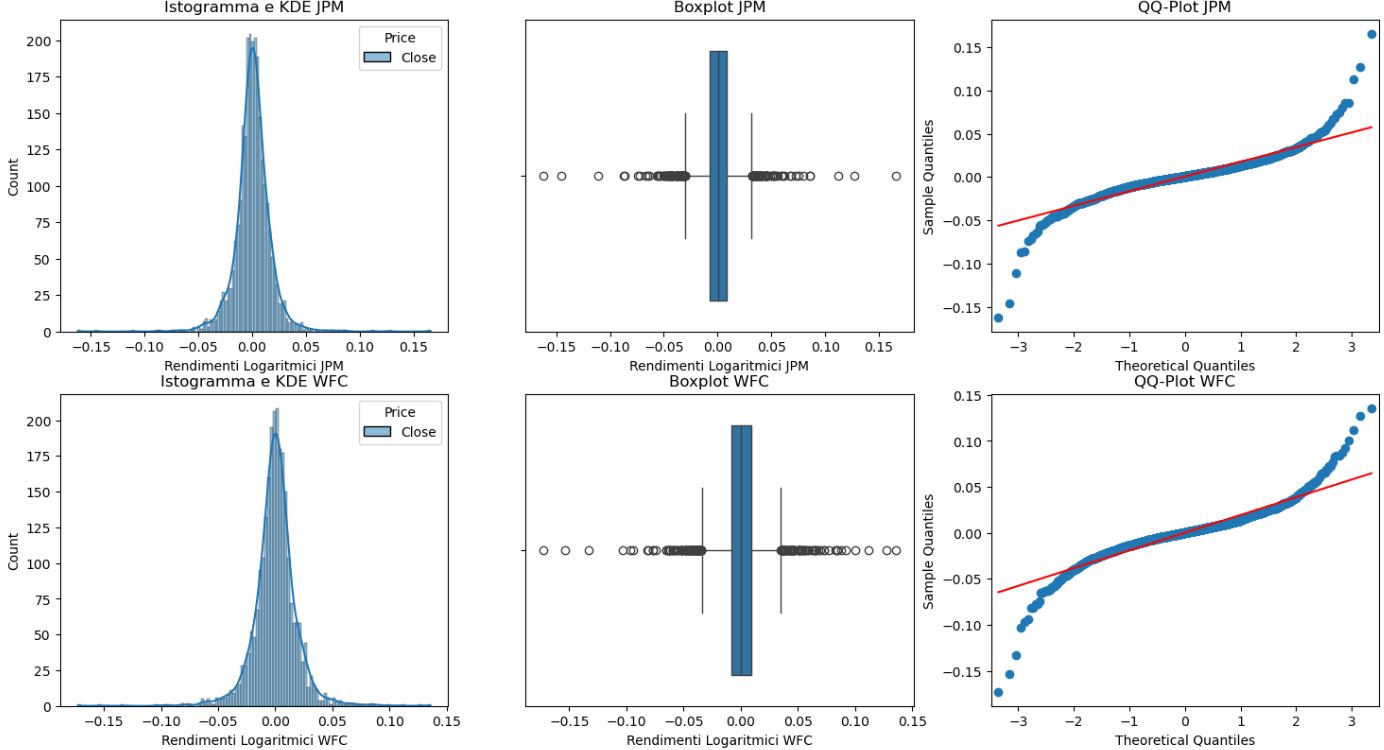 Istogramma e KDE JPM
Price
Close
Count
200
175
150
125
100
75
50
25
0
−0.15 −0.10 −0.05 0.00 0.05 0.10 0.15
Rendimenti Logaritmici JPM
Boxplot JPM
−0.15 −0.10 −0.05 0.00 0.05 0.10 0.15
Rendimenti Logaritmici JPM
QQ-Plot JPM
Sample Quantiles
0.15
0.10
0.05
0.00
−0.05
−0.10
−0.15
−3 −2 −1 0 1 2 3
Theoretical Quantiles
Istogramma e KDE WFC
Price
Close
Count
200
175
150
125
100
75
50
25
0
−0.15 −0.10 −0.05 0.00 0.05 0.10 0.15
Rendimenti Logaritmici WFC
Boxplot WFC
−0.15 −0.10 −0.05 0.00 0.05 0.10 0.15
Rendimenti Logaritmici WFC
QQ-Plot WFC
Sample Quantiles
0.15
0.10
0.05
0.00
−0.05
−0.10
−0.15
−3 −2 −1 0 1 2 3
Theoretical Quantiles